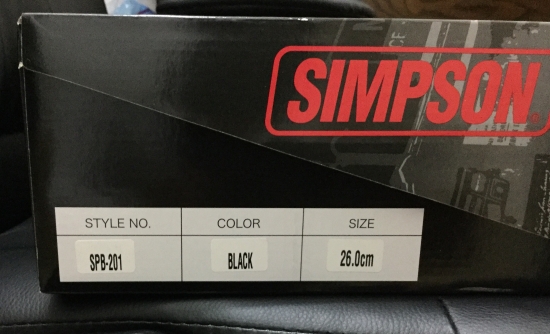 SIMPSON®
STYLE NO. COLOR SIZE
SPB-201 BLACK 26.0cm